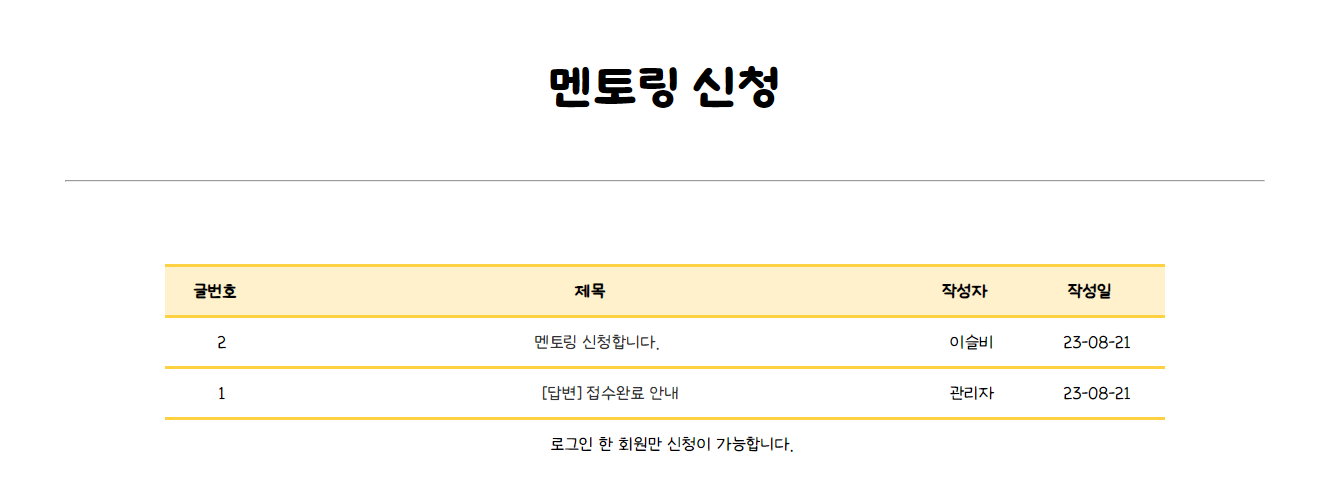 멘토링 신청
글번호 제목 작성자 작성일
2 멘토링 신청합니다. 이슬비 23-08-21
1 [답변] 접수완료 안내 관리자 23-08-21
로그인 한 회원만 신청이 가능합니다.